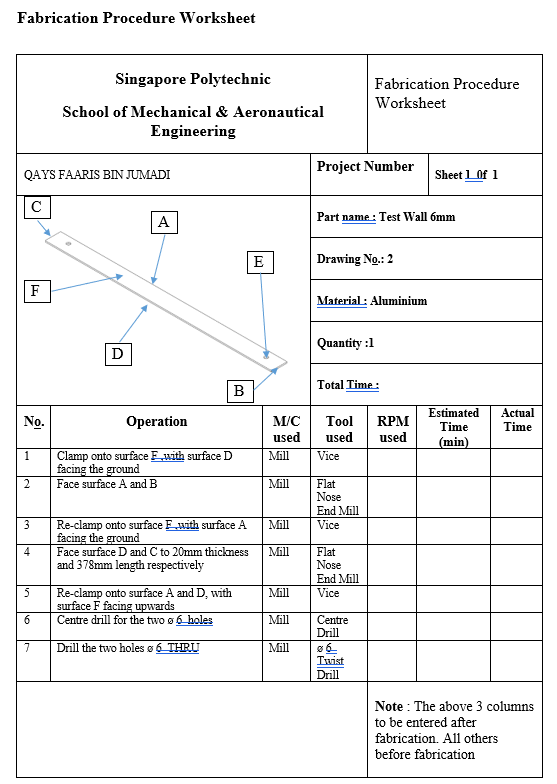 Fabrication Procedure Worksheet
Singapore Polytechnic
School of Mechanical & Aeronautical
Engineering
Fabrication Procedure
Worksheet
QAYS FAARIS BIN JUMADI
Project Number
Sheet 1 0f 1
C
A
E
F
D
B
Part name : Test Wall 6mm
Drawing No.: 2
Material : Aluminium
Quantity :1
Total Time :
No.
Operation
M/C
used
Tool
used
RPM
used
Estimated
Time
(min)
Actual
Time
1
Clamp onto surface F ,with surface D
facing the ground
Mill
Vice
2
Face surface A and B
Mill
Flat
Nose
End Mill
3
Re-clamp onto surface F ,with surface A
facing the ground
Mill
Vice
4
Face surface D and C to 20mm thickness
and 378mm length respectively
Mill
Flat
Nose
End Mill
5
Re-clamp onto surface A and D, with
surface F facing upwards
Mill
Vice
6
Centre drill for the two ø 6 holes
Mill
Centre
Drill
7
Drill the two holes ø 6 THRU
Mill
ø 6
Twist
Drill
Note : The above 3 columns
to be entered after
fabrication. All others
before fabrication